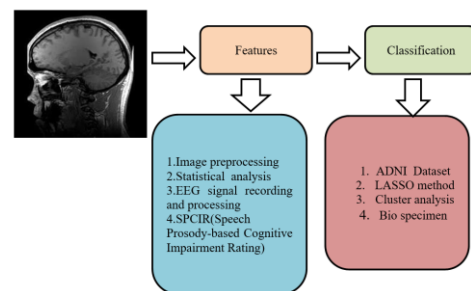 Features
Classification
1.Image preprocessing
2.Statistical analysis
3.EEG signal recording
and processing
4.SPCIR(Speech
Prosody-based Cognitive
Impairment Rating)
1. ADNI Dataset
2. LASSO method
3. Cluster analysis
4. Bio specimen